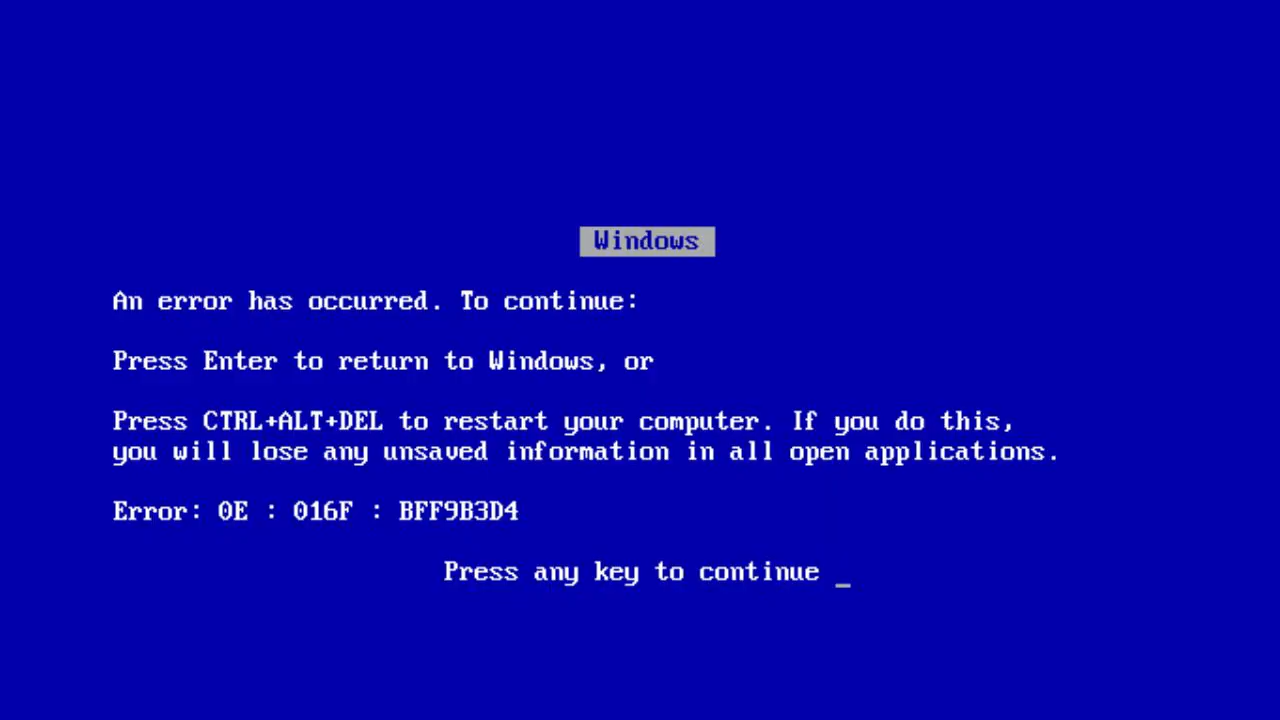 Windows
An error has occurred. To continue:
Press Enter to return to Windows, or
Press CTRL+ALT+DEL to restart your computer. If you do this,
you will lose any unsaved information in all open applications.
Error: 0E : 016F : BFF9B3D4
Press any key to continue _